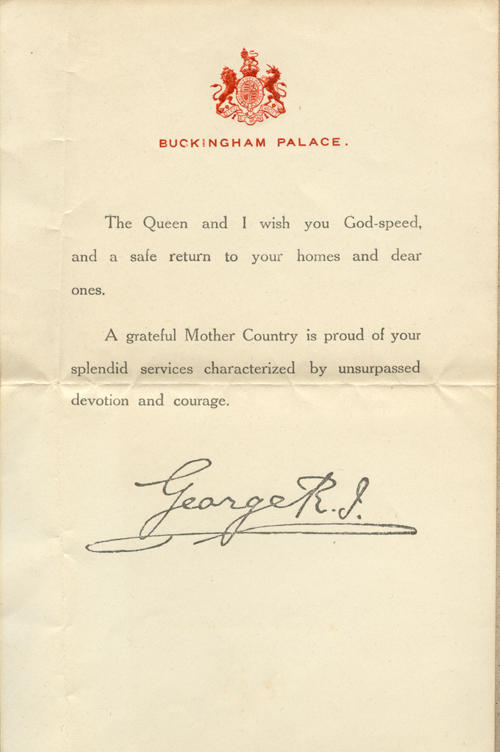 BUCKINGHAM PALACE.
The Queen and I wish you God-speed,
and a safe return to your homes and dear
ones.
A grateful Mother Country is proud of your
splendid services characterized by unsurpassed
devotion and courage.
George R.I.